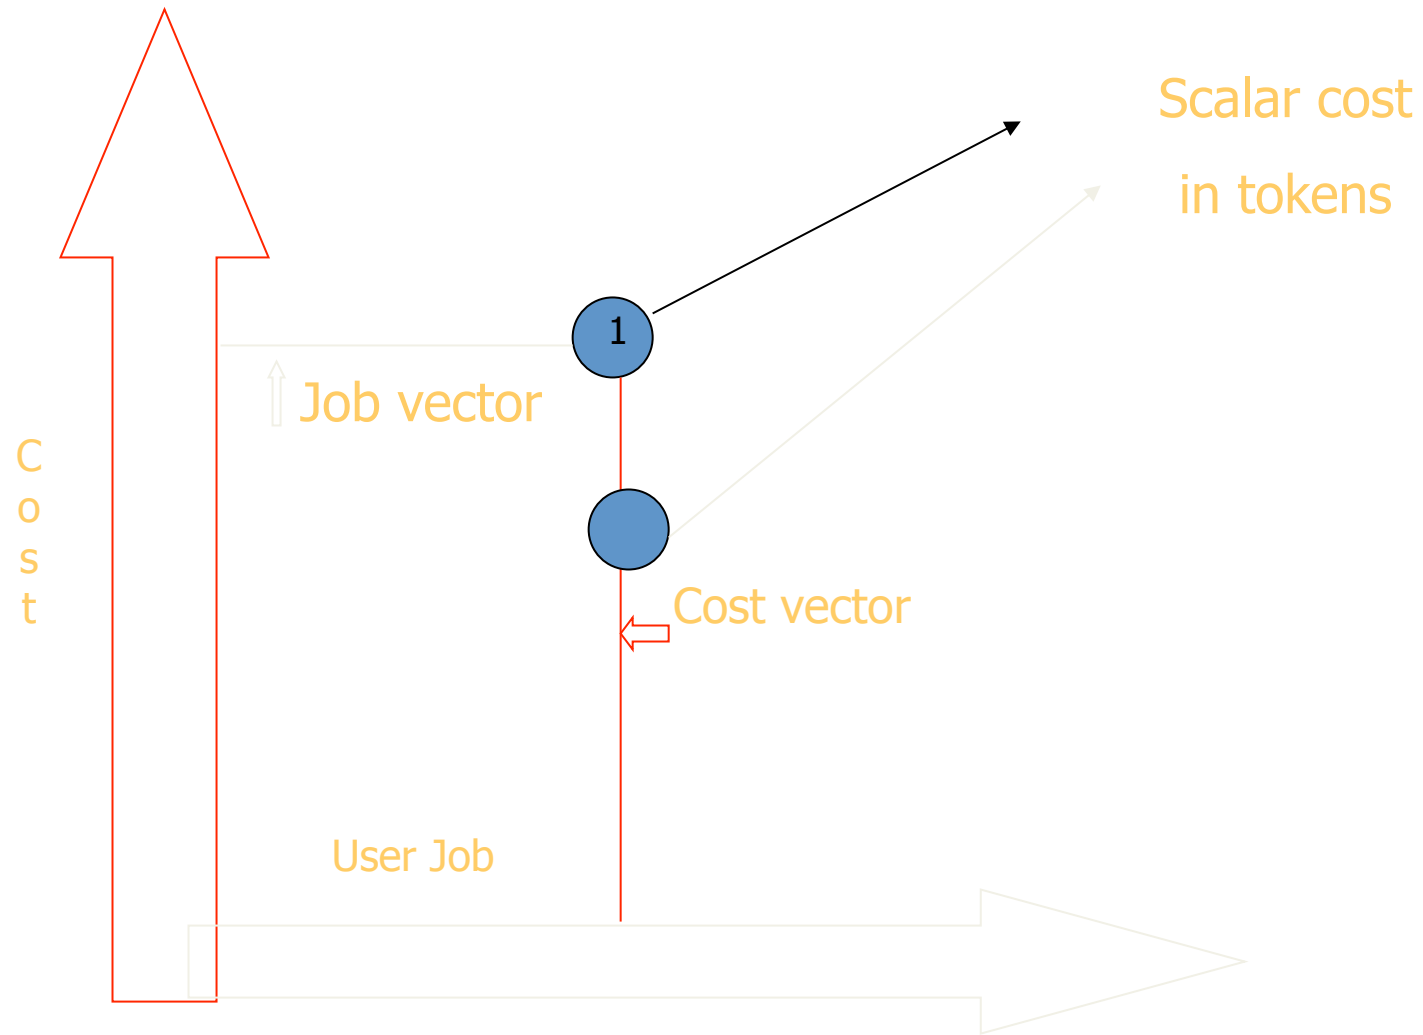 Scalar cost
in tokens
1
Job vector
C
o
s
t
Cost vector
User Job